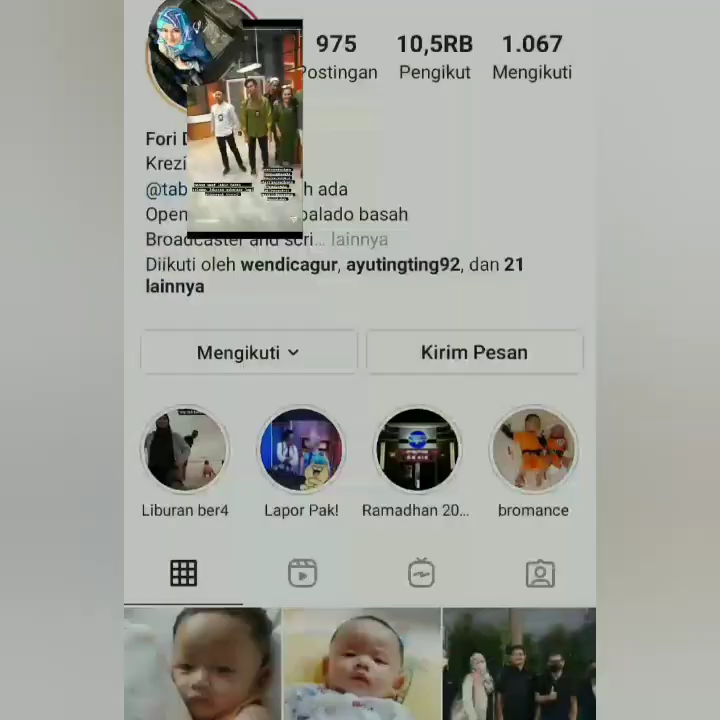 975 10,5RB 1.067
Postingan Pengikut Mengikuti
Fori
Krezi
@tab h ada
Open balado basah
Broadcaster and scri... lainnya
Diikuti oleh wendicagur, ayutingting92, dan 21
lainnya
Mengikuti Kirim Pesan
Liburan ber4 Lapor Pak! Ramadhan 20... bromance